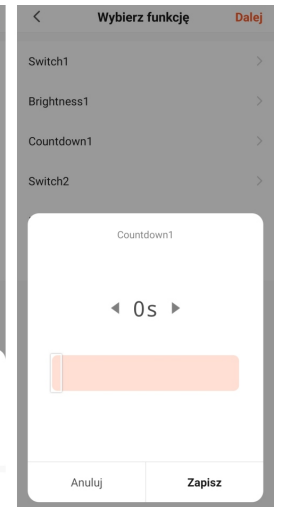 Wybierz funkcję
Dalej
Switch1
Brightness1
Countdown1
Switch2
Countdown1
0s
Anuluj
Zapisz